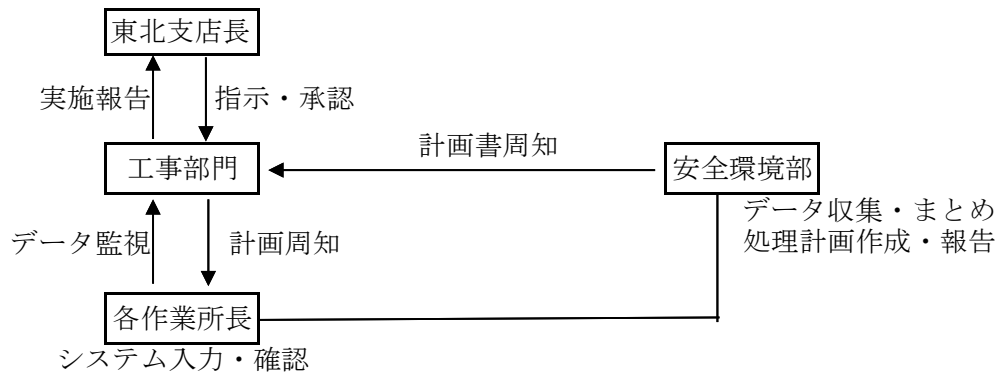 東北支店長
実施報告
指示・承認
計画書周知
工事部門
安全環境部
データ収集・まとめ
処理計画作成・報告
データ監視
計画周知
各作業所長
システム入力・確認